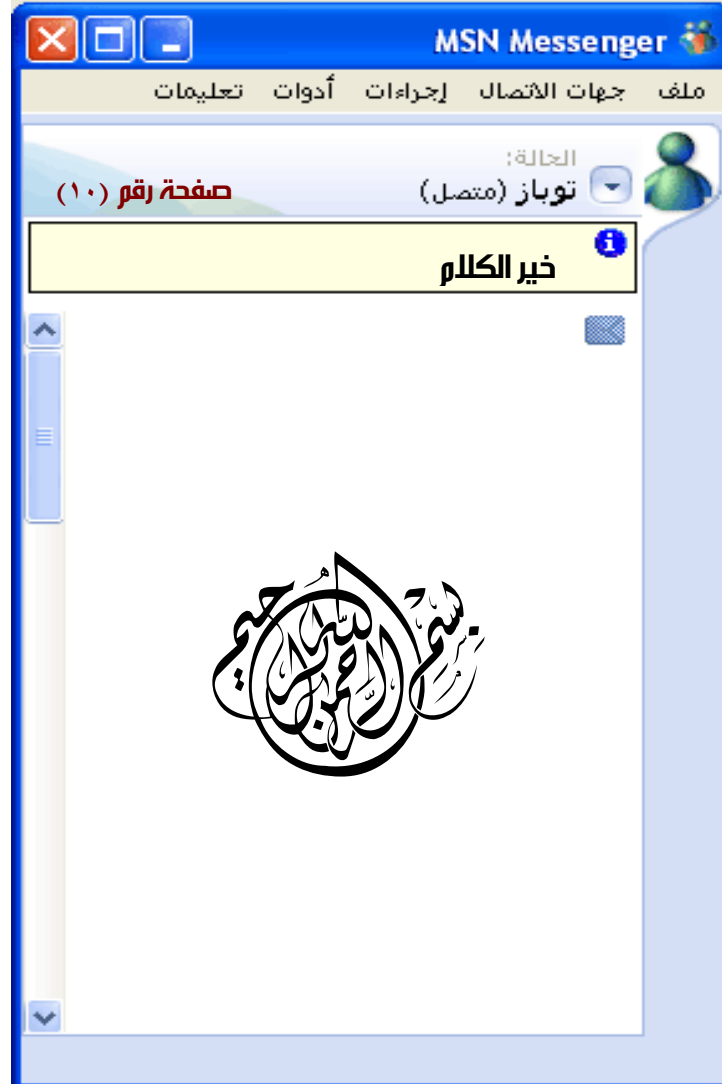 MSN Messenger
ملف جهات الاتصال إجراءات أدوات تعليمات
الحالة:
توباز (متصل) صفحة رقم (١٠)
خير الكلام
بسم الله الرحمن الرحيم